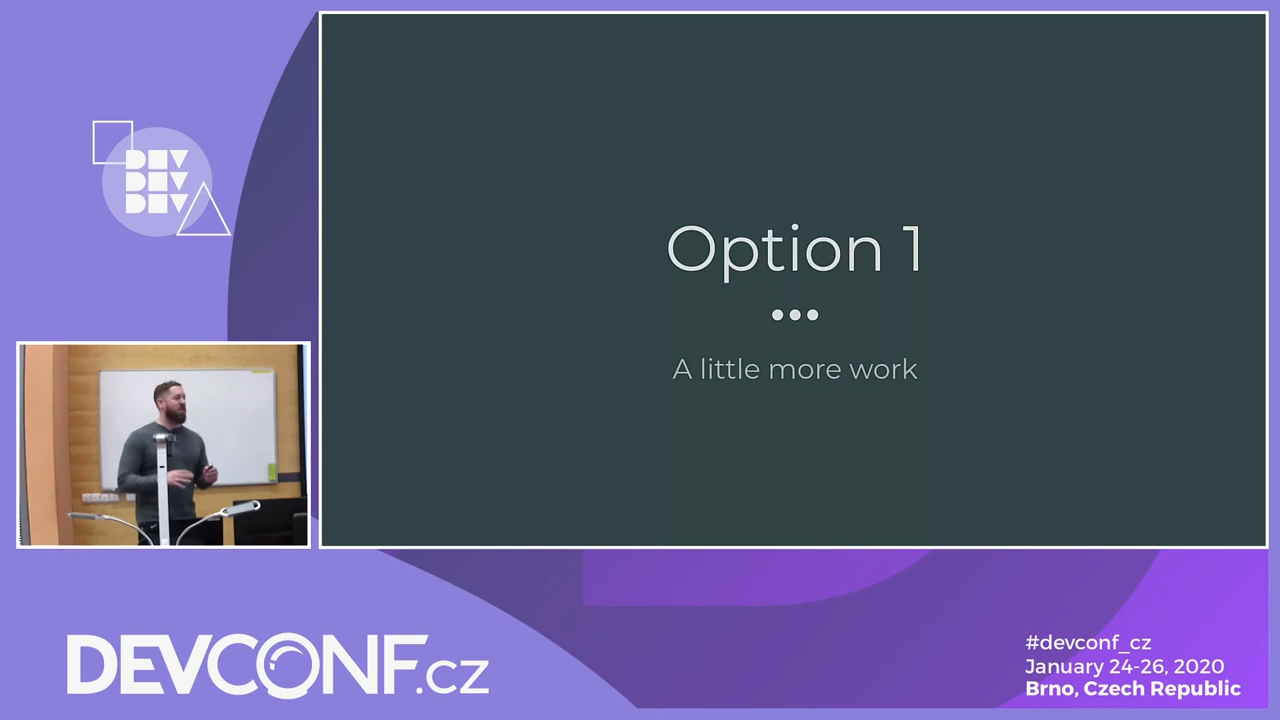 DEV
DEV
DEV
Option 1
A little more work
DEVCONF.cz
#devconf_cz
January 24-26, 2020
Brno, Czech Republic